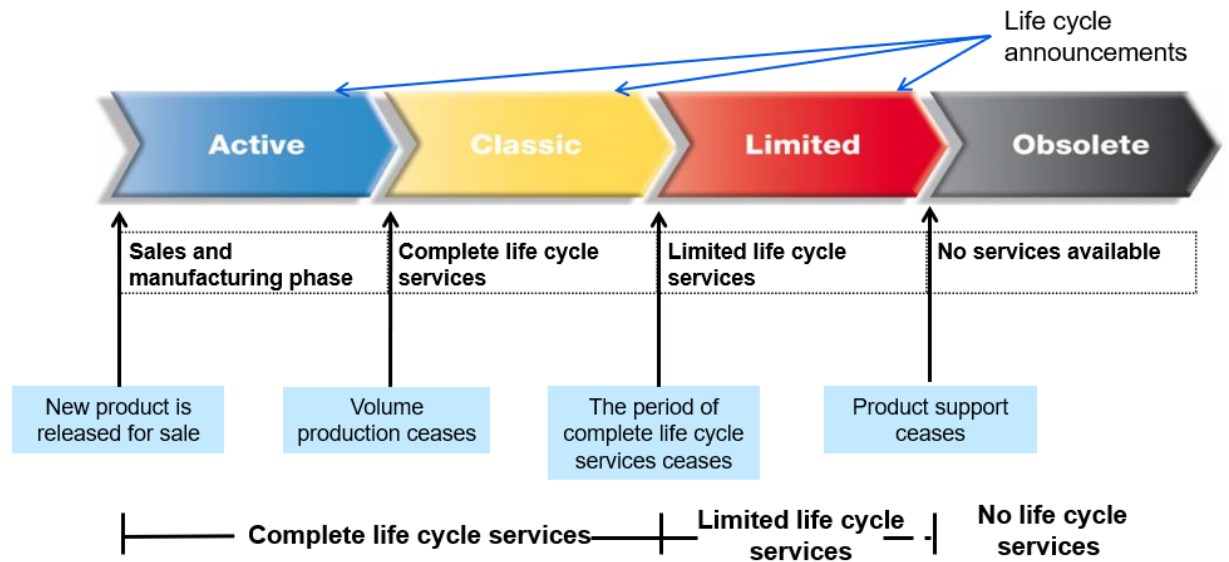 Life cycle
announcements
Active
Classic
Limited
Obsolete
Sales and
manufacturing phase
Complete life cycle
services
Limited life cycle
services
No services available
New product is
released for sale
Volume
production ceases
The period of
complete life cycle
services ceases
Product support
ceases
Complete life cycle services
Limited life cycle
services
No life cycle
services